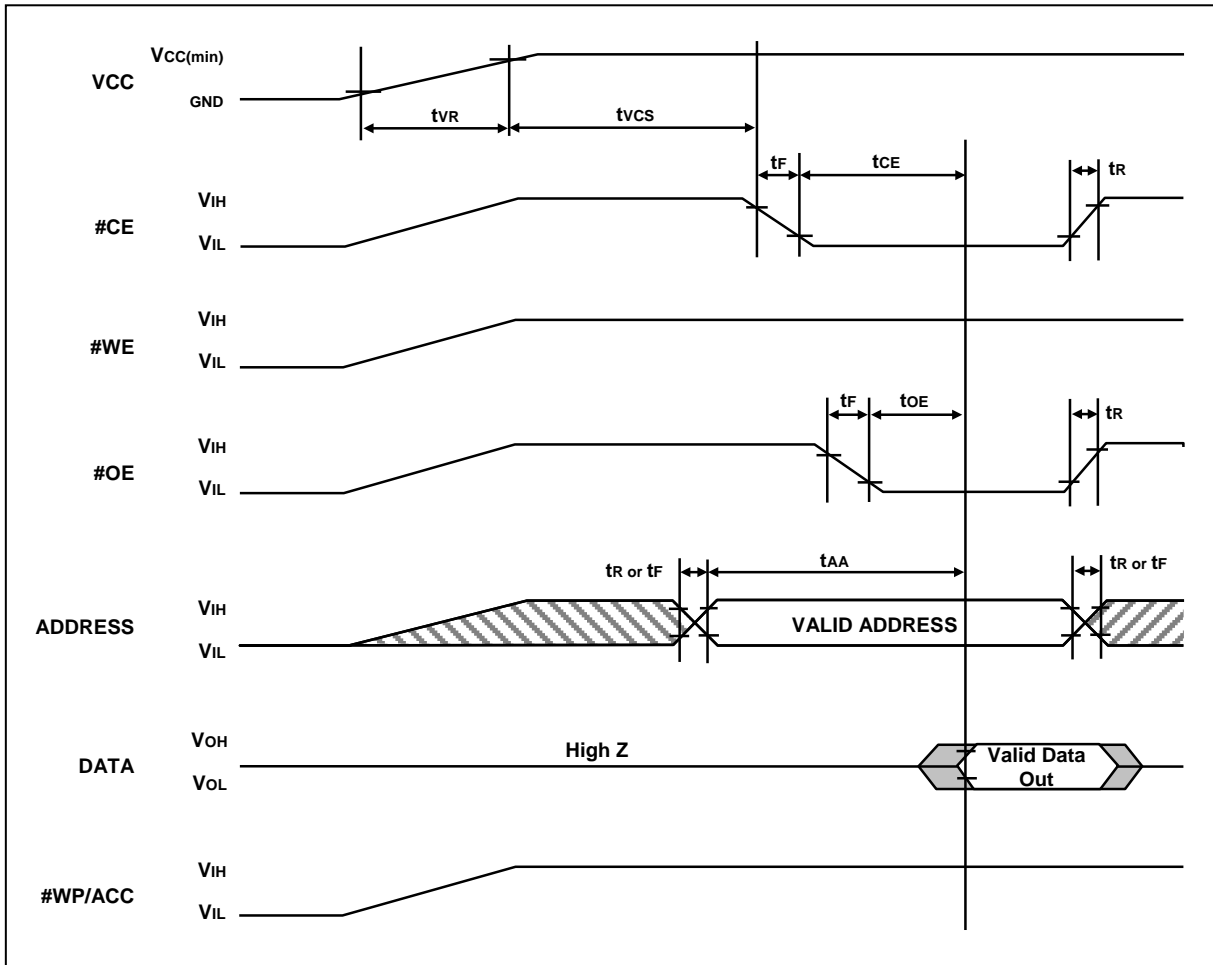 VCC(min)
VCC
GND
tVR
tVCS
tF
tCE
tR
VIH
#CE
VIL
VIH
#WE
VIL
tF
tOE
tR
VIH
#OE
VIL
tR or tF
tAA
tR or tF
VIH
ADDRESS
VALID ADDRESS
VIL
VOH
High Z
Valid Data
DATA
VOL
Out
VIH
#WP/ACC
VIL